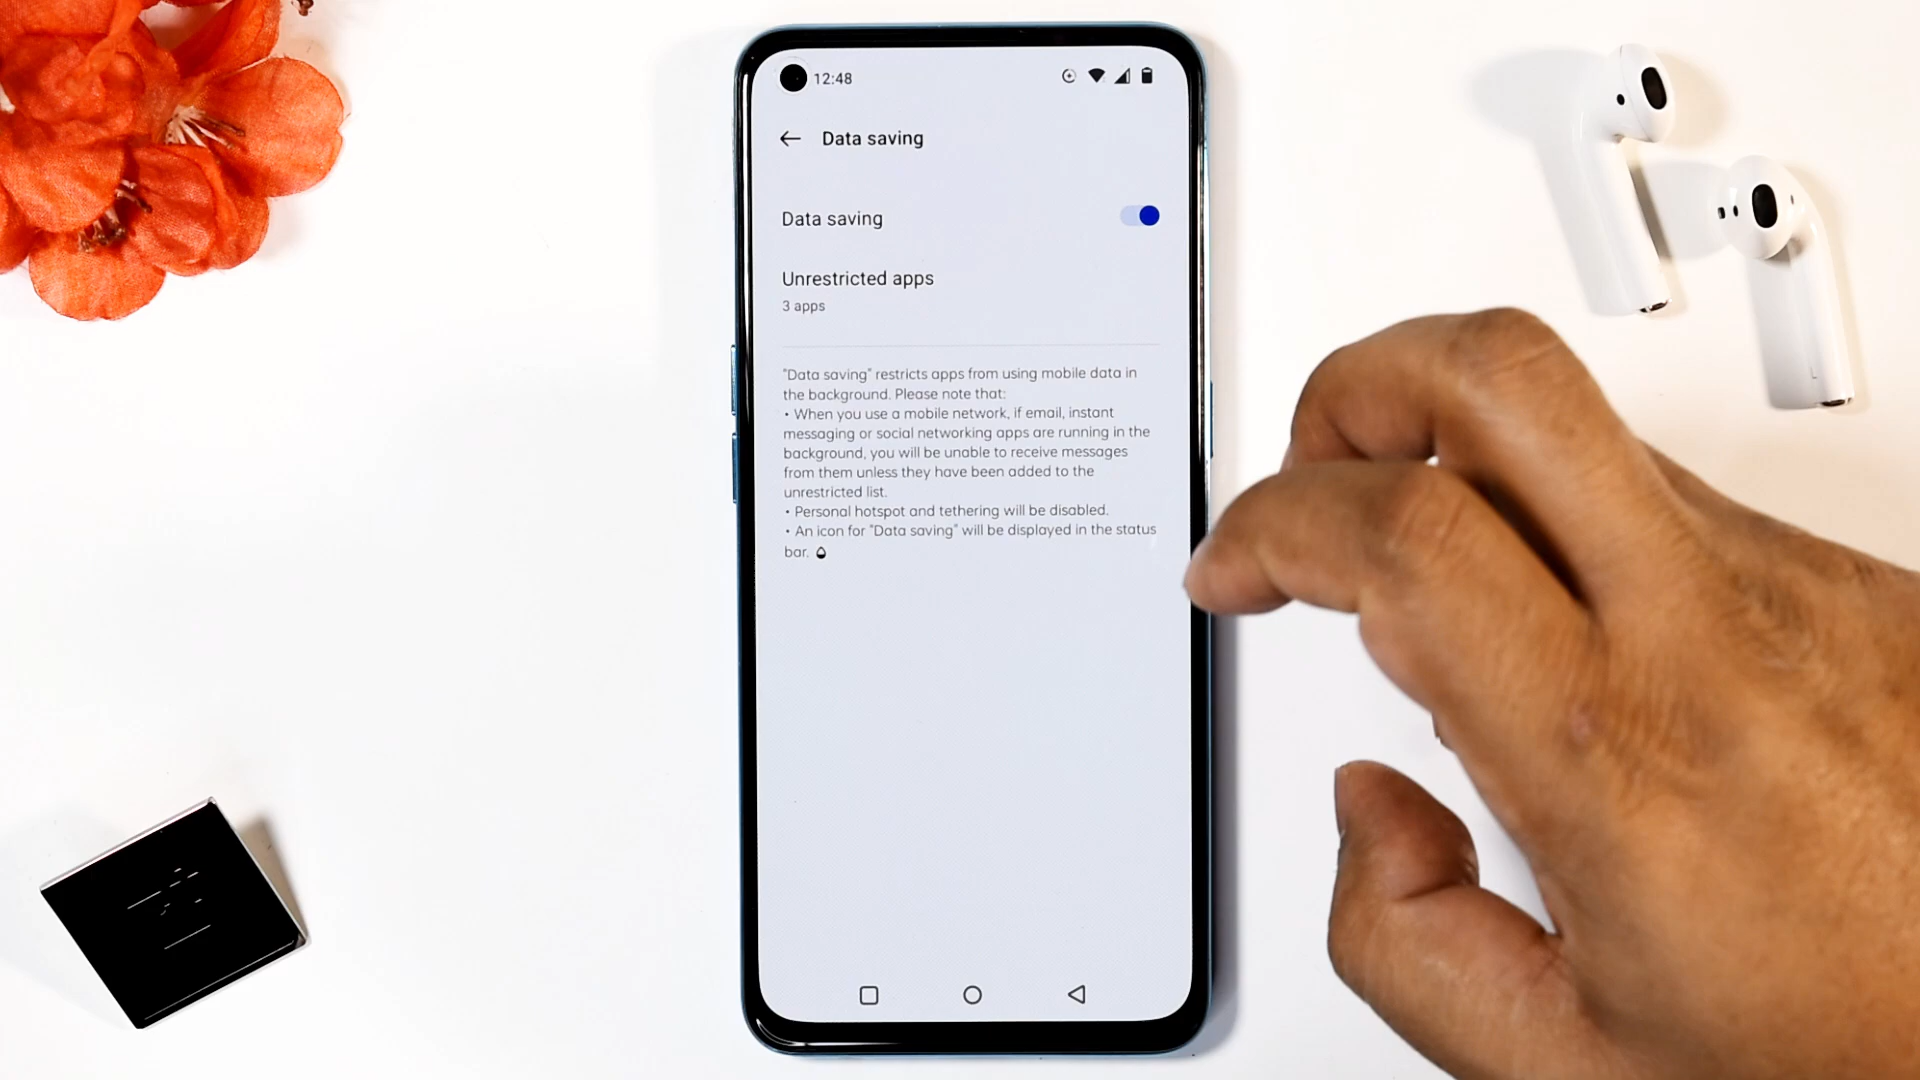 12:48
Data saving
Data saving
Unrestricted apps
3 apps
"Data saving" restricts apps from using mobile data in
the background. Please note that:
• When you use a mobile network, if email, instant
messaging or social networking apps are running in the
background, you will be unable to receive messages
from them unless they have been added to the
unrestricted list.
• Personal hotspot and tethering will be disabled.
• An icon for "Data saving" will be displayed in the status
bar.